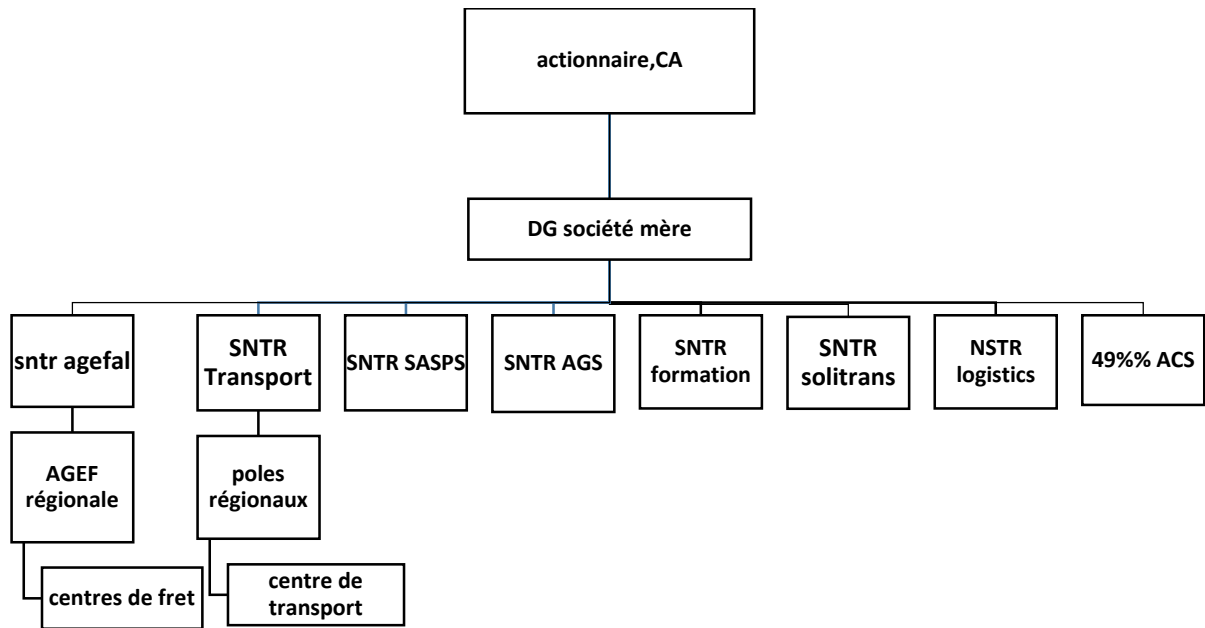 actionnaire,CA
DG société mère
sntr agefal
SNTR
Transport
SNTR SASPS
SNTR AGS
SNTR
formation
SNTR
solitrans
NSTR
logistics
49%% ACS
AGEF
régionale
poles
régionaux
centres de fret
centre de
transport